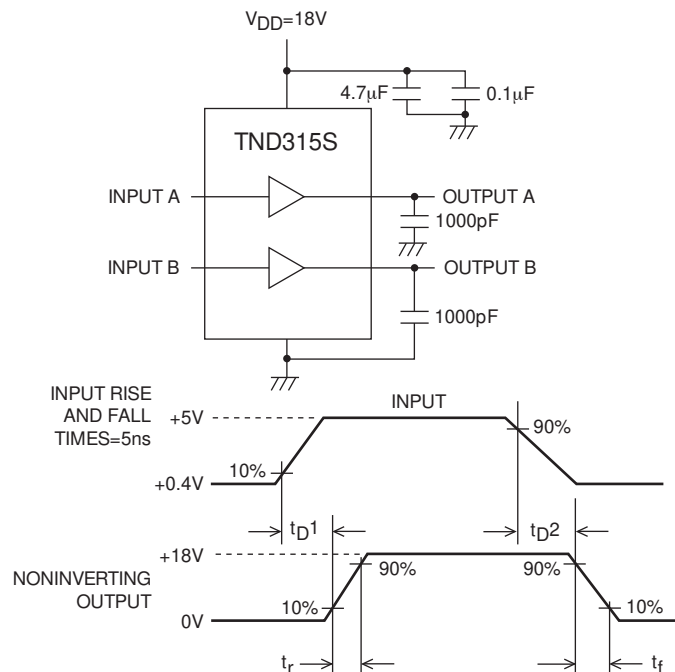 VDD=18V
4.7μF
0.1μF
TND315S
INPUT A
OUTPUT A
1000pF
INPUT B
OUTPUT B
1000pF
INPUT RISE
AND FALL
TIMES=5ns
+5V
INPUT
90%
10%
+0.4V
tD1
tD2
+18V
90%
90%
NONINVERTING
OUTPUT
10%
10%
0V
tr
tf